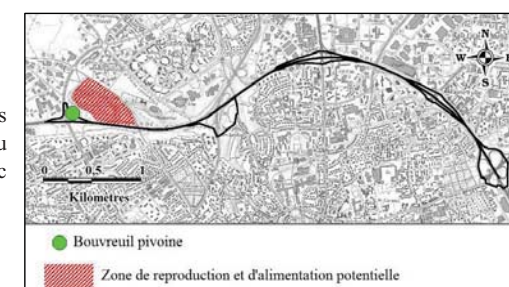 s
u
c
N
W E
S
0 0,5 1
Kilometres
Bouvreuil pivoine
Zone de reproduction et d'alimentation potentielle